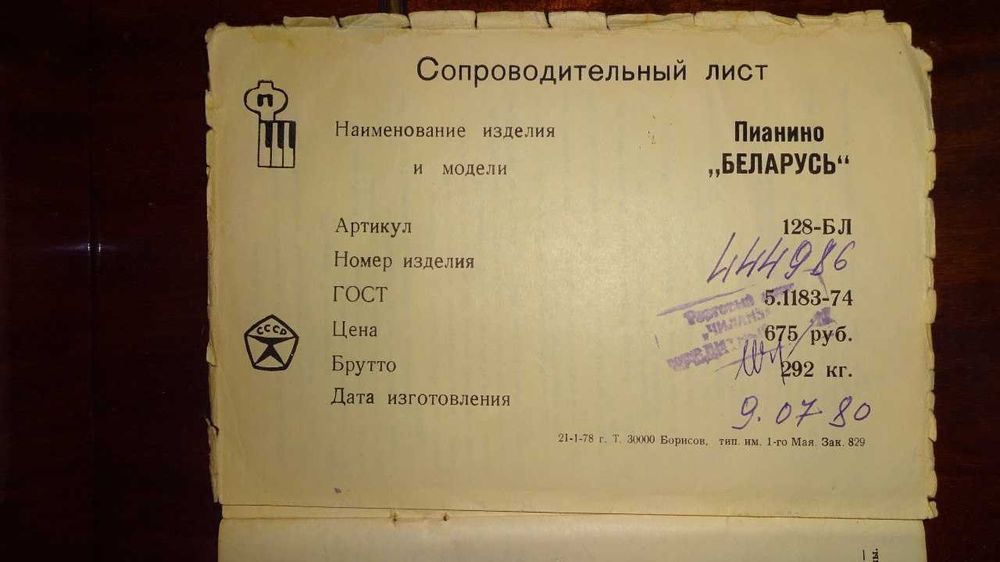 Сопроводительный лист
П
Наименование изделия Пианино
и модели „БЕЛАРУСЬ“
Артикул 128-БЛ
Номер изделия 444986
ГОСТ 5.1183-74
СССР
Цена 675 руб.
Брутто 292 кг.
Дата изготовления 9.07.80
21-1-78 г. Т. 30000 Борисов, тип. им. 1-го Мая. Зак. 829